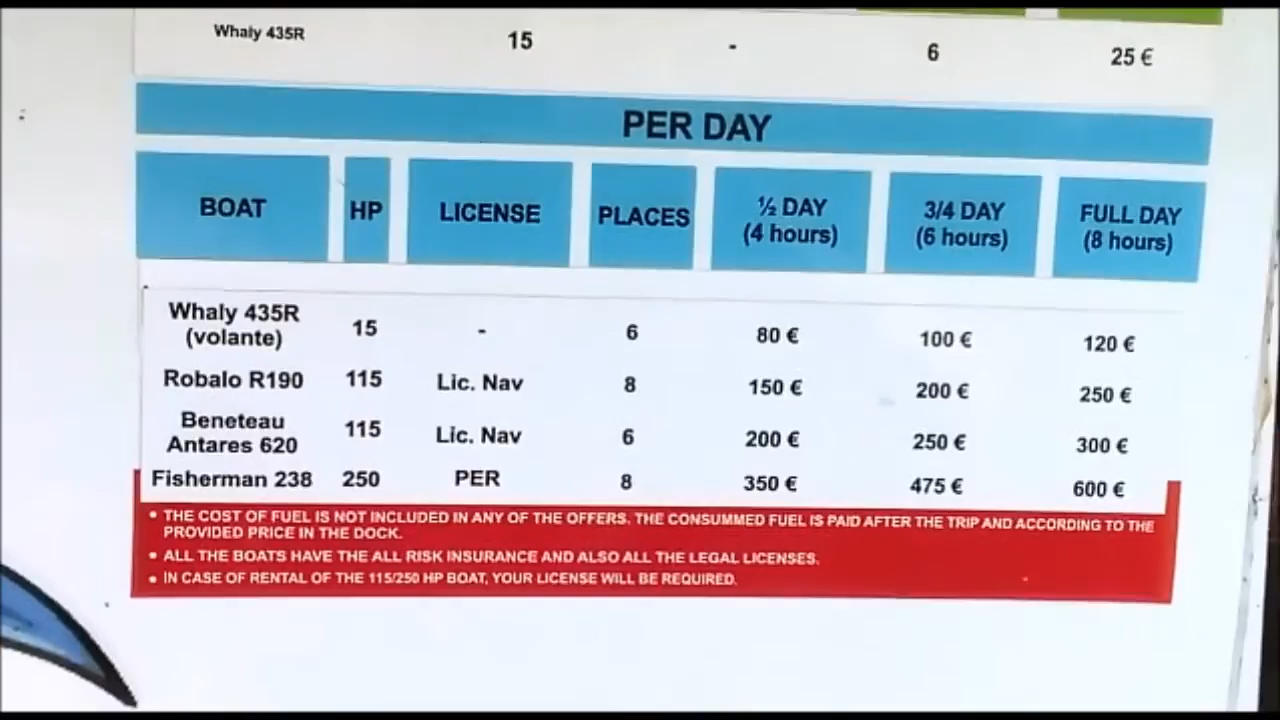 Whaly 435R 15 - 6 25 €
PER DAY
BOAT HP LICENSE PLACES ½ DAY (4 hours) 3/4 DAY (6 hours) FULL DAY (8 hours)
Whaly 435R (volante) 15 - 6 80 € 100 € 120 €
Robalo R190 115 Lic. Nav 8 150 € 200 € 250 €
Beneteau Antares 620 115 Lic. Nav 6 200 € 250 € 300 €
Fisherman 238 250 PER 8 350 € 475 € 600 €
• THE COST OF FUEL IS NOT INCLUDED IN ANY OF THE OFFERS. THE CONSUMMED FUEL IS PAID AFTER THE TRIP AND ACCORDING TO THE
PROVIDED PRICE IN THE DOCK.
• ALL THE BOATS HAVE THE ALL RISK INSURANCE AND ALSO ALL THE LEGAL LICENSES.
• IN CASE OF RENTAL OF THE 115/250 HP BOAT, YOUR LICENSE WILL BE REQUIRED.